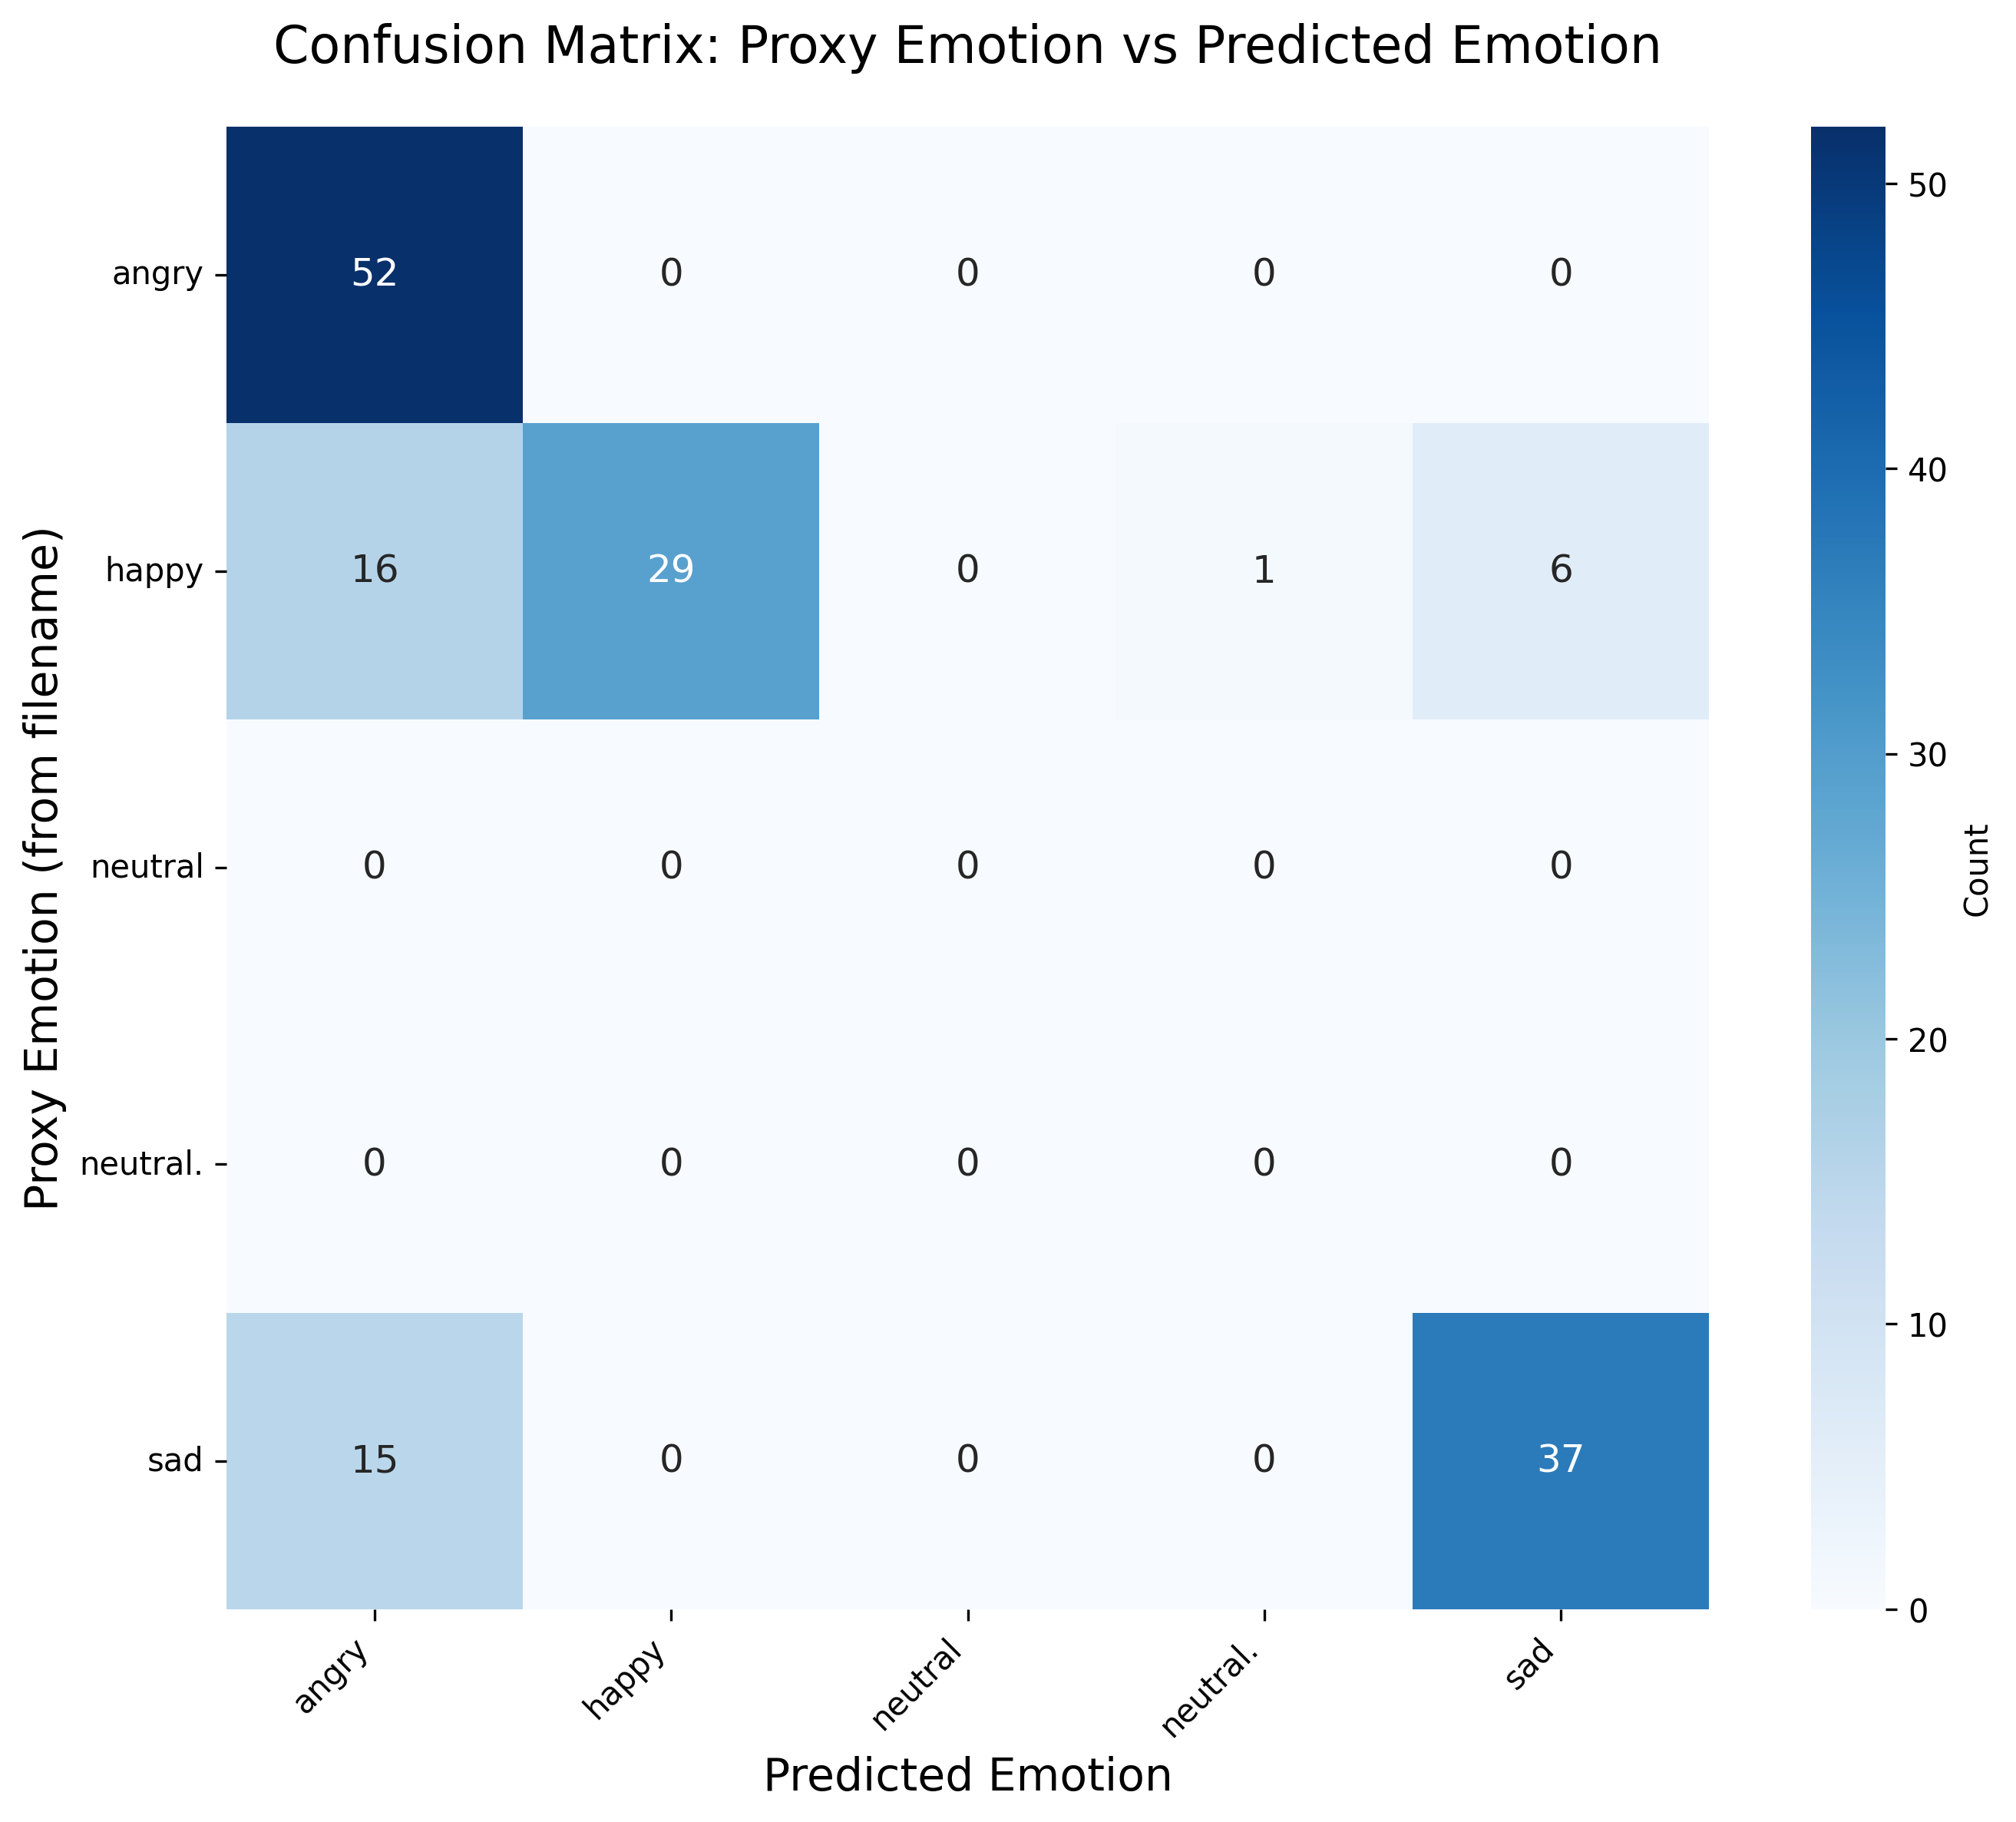 Confusion Matrix: Proxy Emotion vs Predicted Emotion
Proxy Emotion (from filename)
angry 52 0 0 0 0
happy 16 29 0 1 6
neutral 0 0 0 0 0
neutral. 0 0 0 0 0
sad 15 0 0 0 37
angry happy neutral neutral. sad
Predicted Emotion
50
40
30
20
10
0
Count